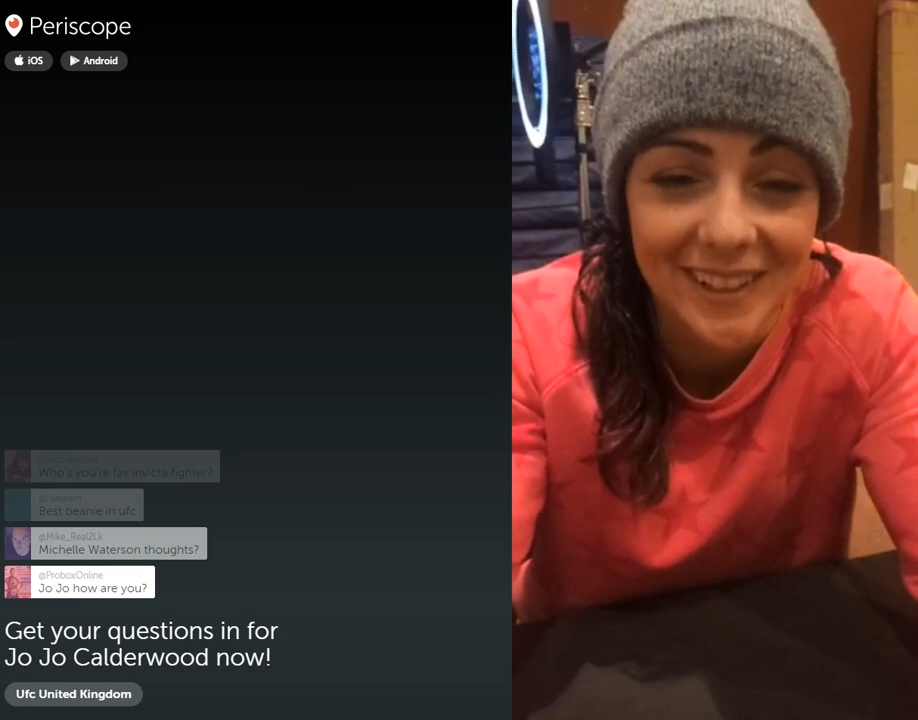 Periscope
iOS
Android
Who's you're fav Invicta fighter?
Best beanie in ufc
@Mike_Real2Lk
Michelle Waterson thoughts?
@ProboxOnline
Jo Jo how are you?
Get your questions in for
Jo Jo Calderwood now!
Ufc United Kingdom